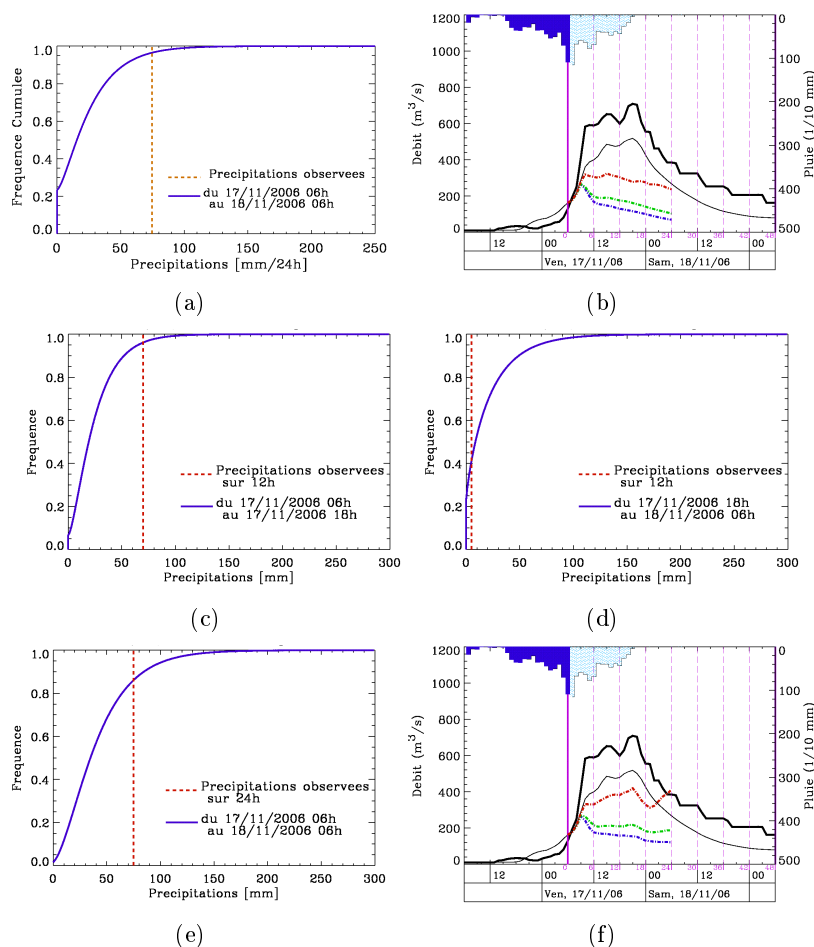 Frequence Cumulee
1.0
0.8
0.6
0.4
0.2
0.0
Precipitations observees
du 17/11/2006 06h
au 18/11/2006 06h
0 50 100 150 200 250
Precipitations [mm/24h]
(a)
Debit (m³/s)
1200
1000
800
600
400
200
0
0
100
200
300
400
500
Pluie (1/10 mm)
0 6 12 18 24 30 36 42 48
12 00 12 00 12 00
Ven, 17/11/06 Sam, 18/11/06
(b)
Frequence
1.0
0.8
0.6
0.4
0.2
0.0
Precipitations observees
sur 12h
du 17/11/2006 06h
au 17/11/2006 18h
0 50 100 150 200 250 300
Precipitations [mm]
(c)
Frequence
1.0
0.8
0.6
0.4
0.2
0.0
Precipitations observees
sur 12h
du 17/11/2006 18h
au 18/11/2006 06h
0 50 100 150 200 250 300
Precipitations [mm]
(d)
Frequence
1.0
0.8
0.6
0.4
0.2
0.0
Precipitations observees
sur 24h
du 17/11/2006 06h
au 18/11/2006 06h
0 50 100 150 200 250 300
Precipitations [mm]
(e)
Debit (m³/s)
1200
1000
800
600
400
200
0
0
100
200
300
400
500
Pluie (1/10 mm)
0 6 12 18 24 30 36 42 48
12 00 12 00 12 00
Ven, 17/11/06 Sam, 18/11/06
(f)